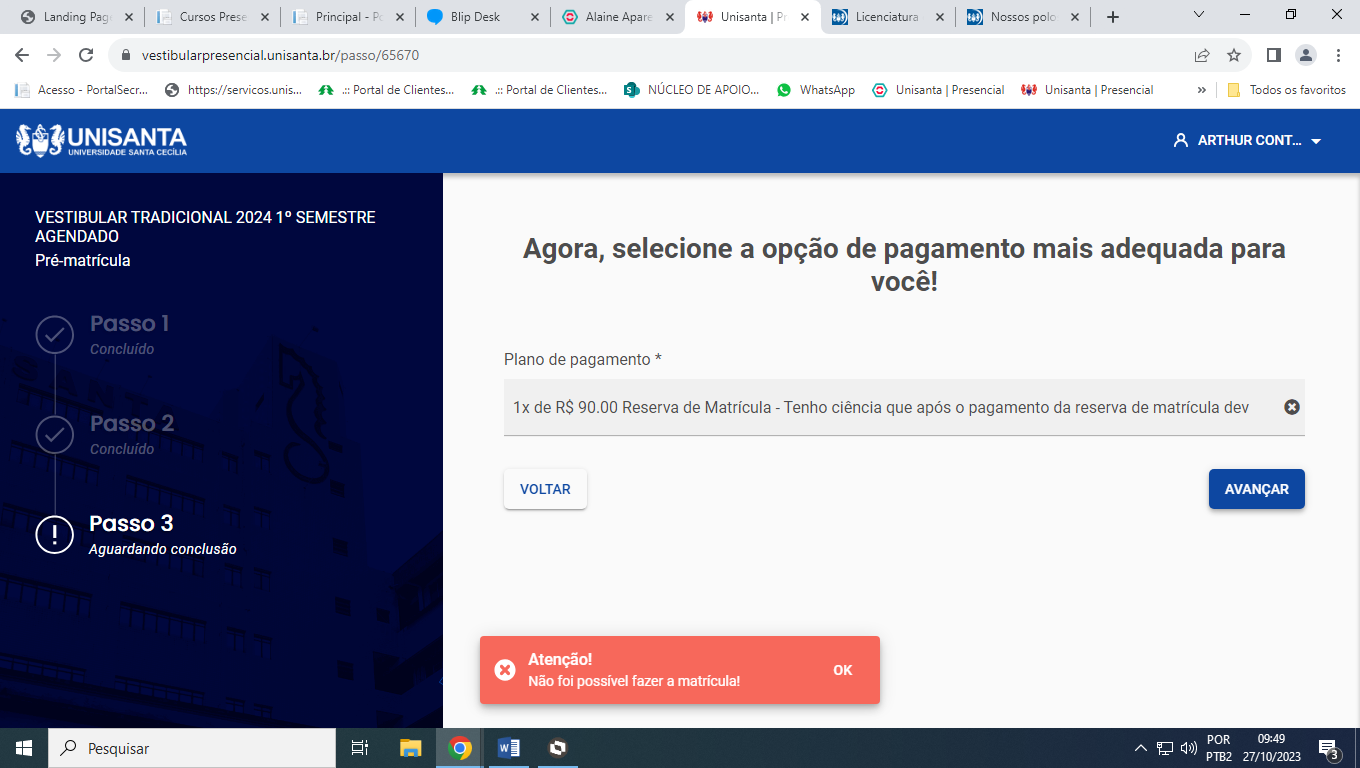 Landing Pag
Cursos Prese
Principal - Po
Blip Desk
Alaine Apare
Unisanta | Pr
Licenciatura
Nossos polo
vestibularpresencial.unisanta.br/passo/65670
Acesso - PortalSecr...
https://servicos.unis...
.:: Portal de Clientes...
.:: Portal de Clientes...
NÚCLEO DE APOIO...
WhatsApp
Unisanta | Presencial
Unisanta | Presencial
»
Todos os favoritos
UNISANTA
UNIVERSIDADE SANTA CECÍLIA
ARTHUR CONT...
VESTIBULAR TRADICIONAL 2024 1º SEMESTRE
AGENDADO
Pré-matrícula
Passo 1
Concluído
Passo 2
Concluído
Passo 3
Aguardando conclusão
Agora, selecione a opção de pagamento mais adequada para
você!
Plano de pagamento *
1x de R$ 90.00 Reserva de Matrícula - Tenho ciência que após o pagamento da reserva de matrícula dev
VOLTAR
AVANÇAR
Atenção!
Não foi possível fazer a matrícula!
OK
Pesquisar
POR
PTB2
09:49
27/10/2023
3